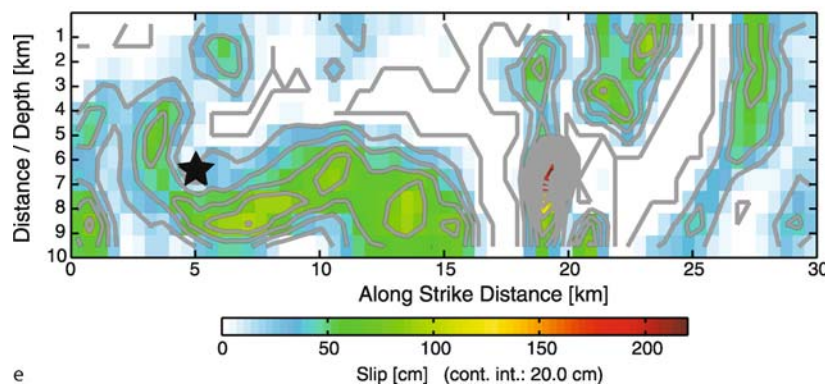 Distance / Depth [km]
1
2
3
4
5
6
7
8
9
10
0 5 10 15 20 25 30
Along Strike Distance [km]
0 50 100 150 200
e
Slip [cm] (cont. int.: 20.0 cm)